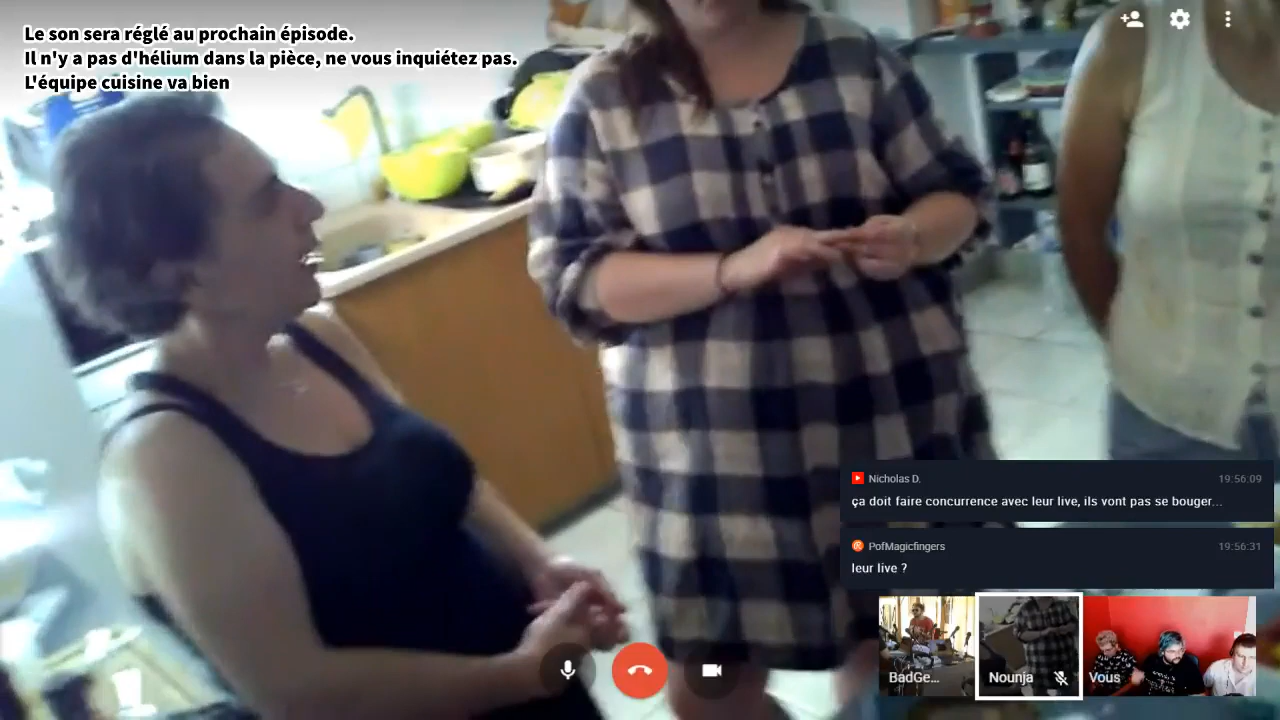 Le son sera réglé au prochain épisode.
Il n'y a pas d'hélium dans la pièce, ne vous inquiétez pas.
L'équipe cuisine va bien
Nicholas D. 19:56:09
ça doit faire concurrence avec leur live, ils vont pas se bouger...
PofMagicfingers 19:56:31
leur live ?
BadGe... Nounja Vous